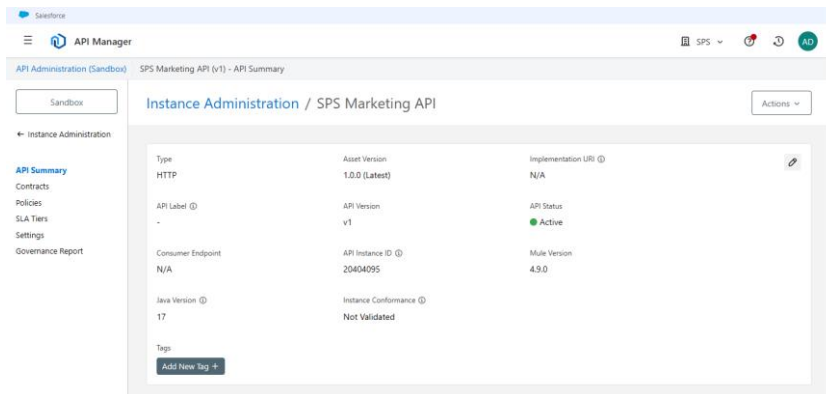 Salesforce
API Manager
SPS
AD
API Administration (Sandbox) SPS Marketing API (v1) - API Summary
Sandbox
Instance Administration / SPS Marketing API
Actions
← Instance Administration
API Summary
Contracts
Policies
SLA Tiers
Settings
Governance Report
Type Asset Version Implementation URI
HTTP 1.0.0 (Latest) N/A
API Label API Version API Status
- v1 Active
Consumer Endpoint API Instance ID Mule Version
N/A 20404095 4.9.0
Java Version Instance Conformance
17 Not Validated
Tags
Add New Tag +